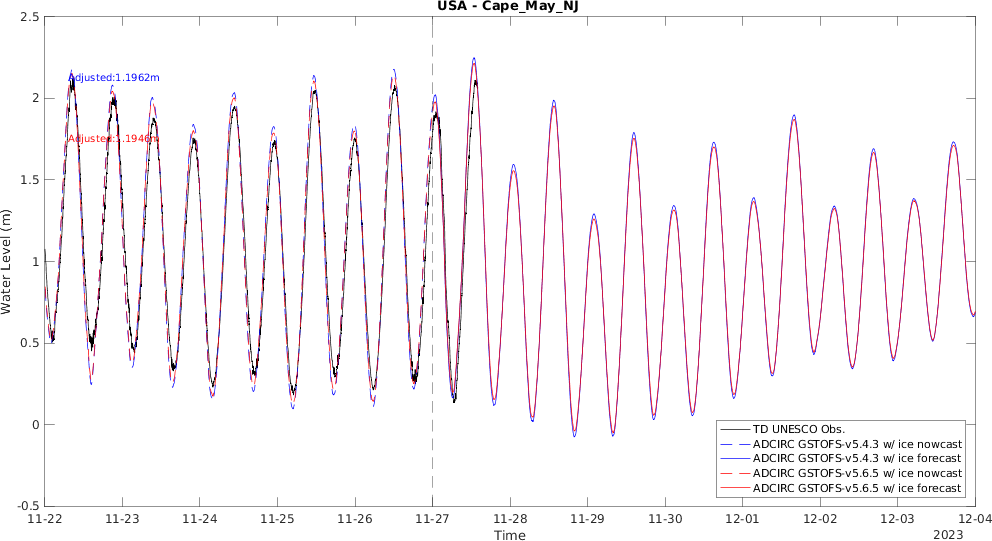 USA - Cape_May_NJ
Water Level (m)
2.5
2
1.5
1
0.5
0
-0.5
Adjusted:1.1962m
Adjusted:1.1946m
TD UNESCO Obs.
ADCIRC GSTOFS-v5.4.3 w/ ice nowcast
ADCIRC GSTOFS-v5.4.3 w/ ice forecast
ADCIRC GSTOFS-v5.6.5 w/ ice nowcast
ADCIRC GSTOFS-v5.6.5 w/ ice forecast
11-22 11-23 11-24 11-25 11-26 11-27 11-28 11-29 11-30 12-01 12-02 12-03 12-04
Time
2023